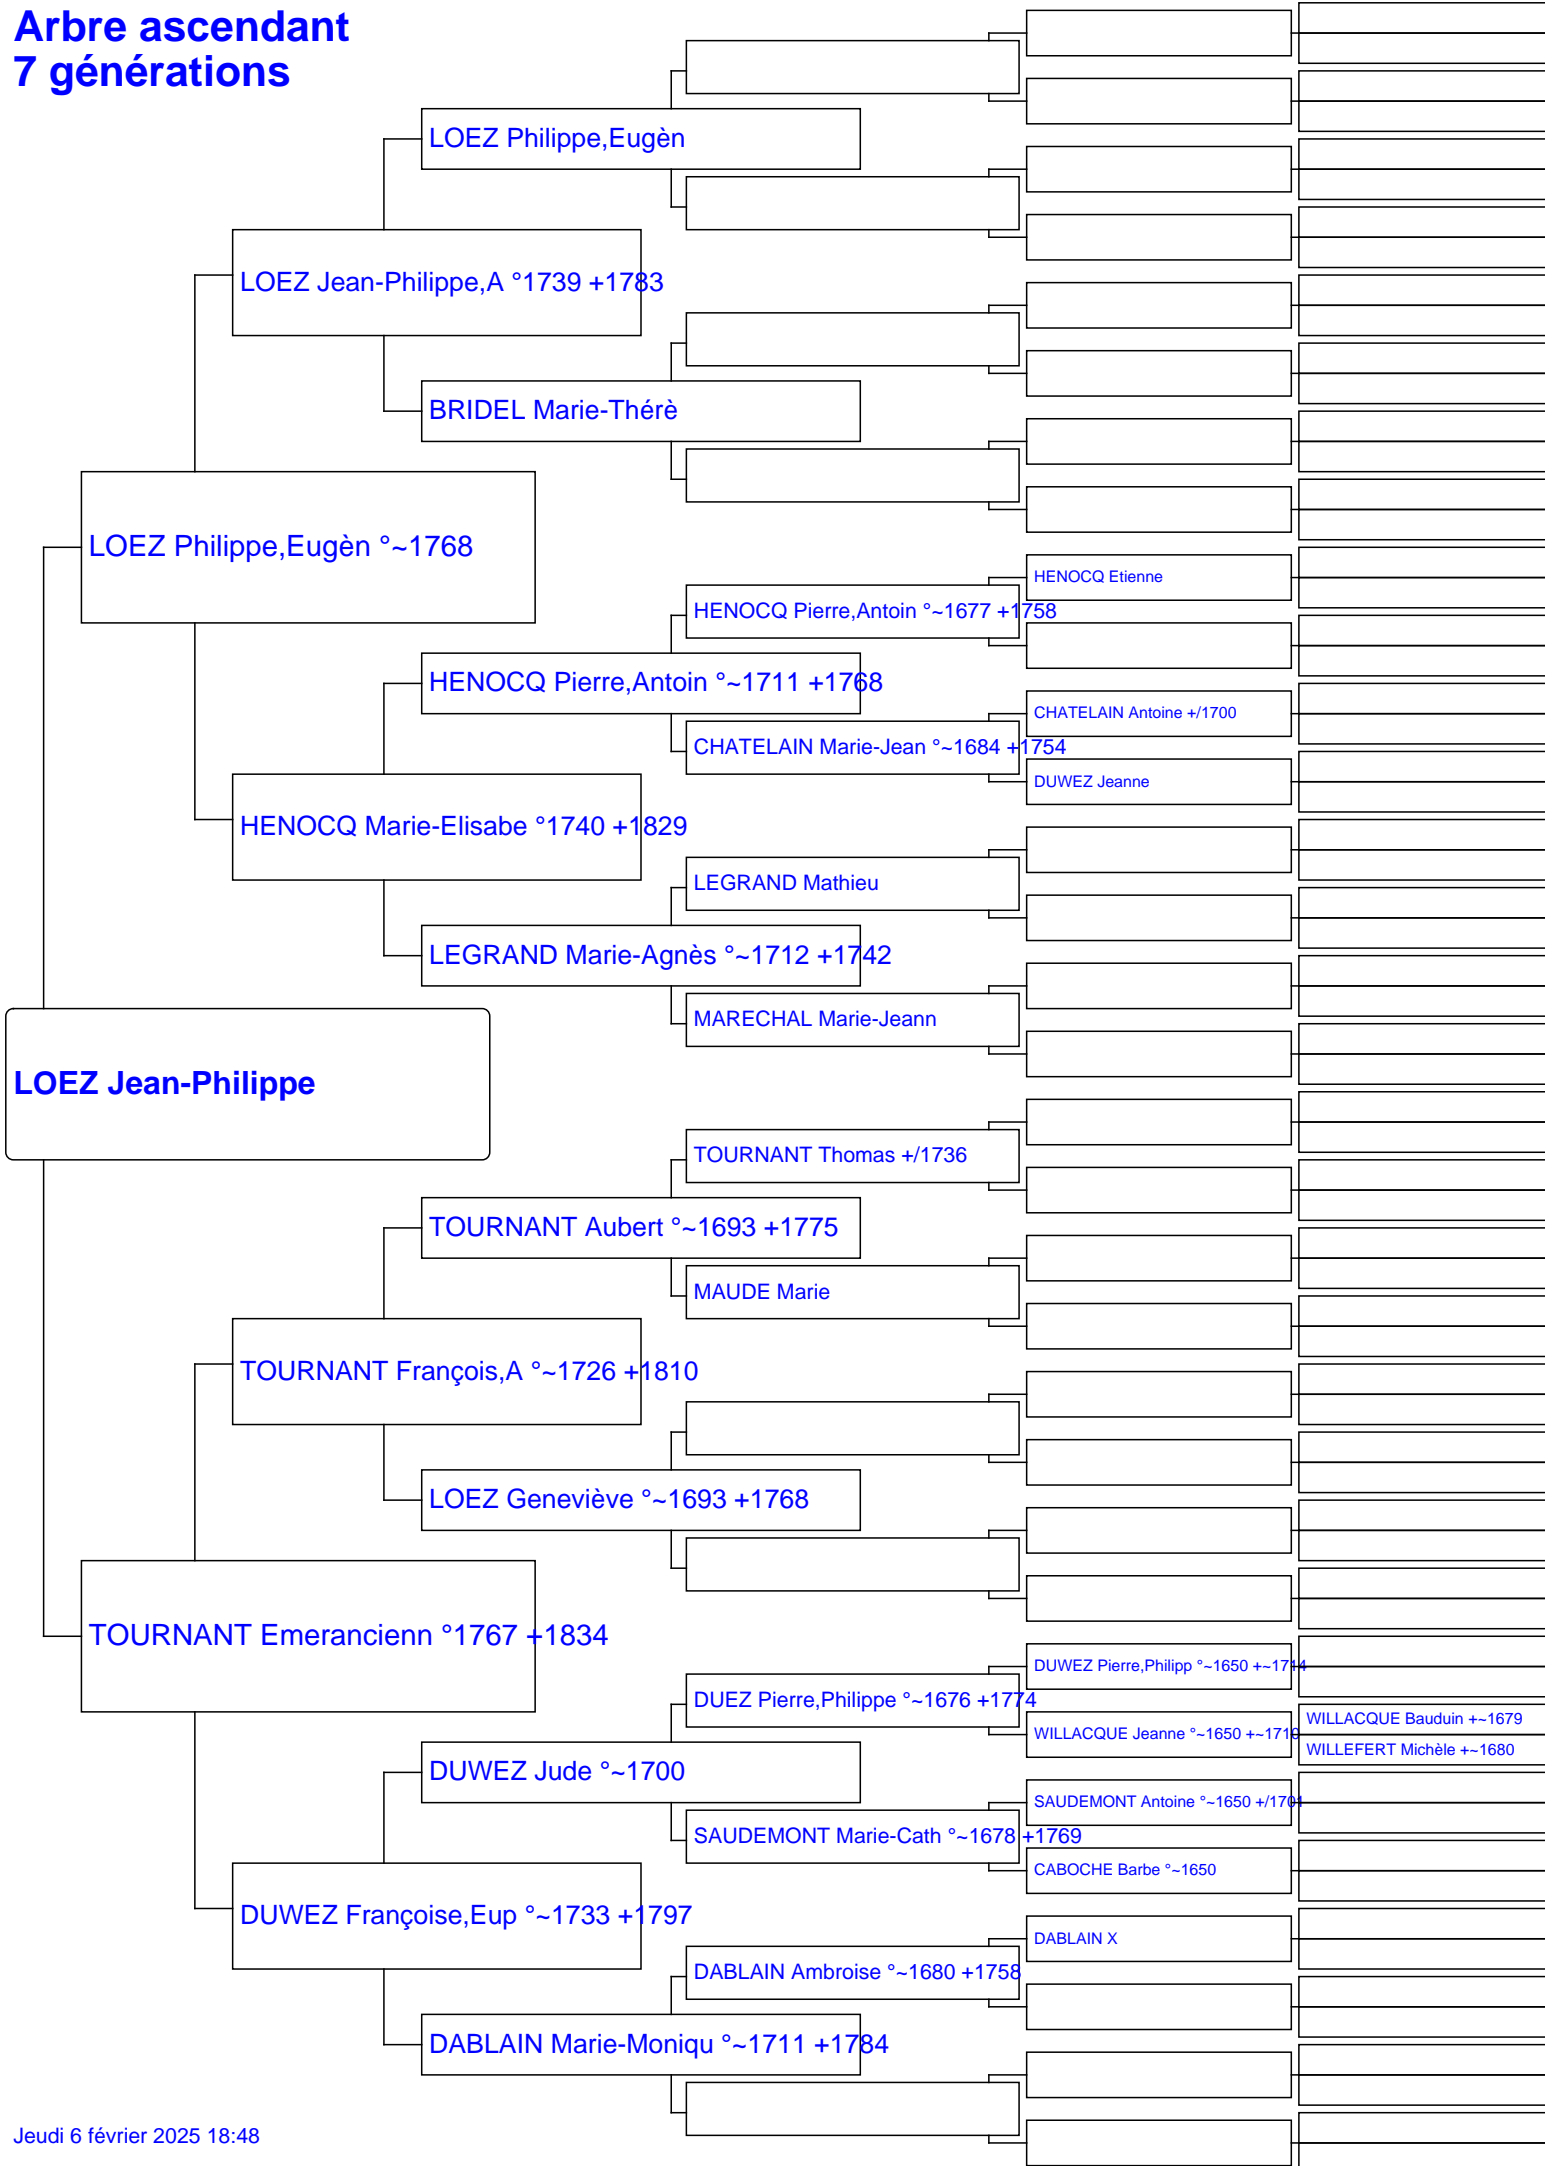 Arbre ascendant
7 générations
LOEZ Philippe,Eugèn
LOEZ Jean-Philippe,A °1739 +1783
BRIDEL Marie-Thérè
LOEZ Philippe,Eugèn °~1768
HENOCQ Etienne
HENOCQ Pierre,Antoin °~1677 +1758
HENOCQ Pierre,Antoin °~1711 +1768
CHATELAIN Antoine +/1700
CHATELAIN Marie-Jean °~1684 +1754
DUWEZ Jeanne
HENOCQ Marie-Elisabe °1740 +1829
LEGRAND Mathieu
LEGRAND Marie-Agnès °~1712 +1742
MARECHAL Marie-Jeann
LOEZ Jean-Philippe
TOURNANT Thomas +/1736
TOURNANT Aubert °~1693 +1775
MAUDE Marie
TOURNANT François,A °~1726 +1810
LOEZ Geneviève °~1693 +1768
TOURNANT Emerancienn °1767 +1834
DUWEZ Pierre,Philipp °~1650 +~1714
DUEZ Pierre,Philippe °~1676 +1774
WILLACQUE Bauduin +~1679
WILLACQUE Jeanne °~1650 +~1710
WILLEFERT Michèle +~1680
DUWEZ Jude °~1700
SAUDEMONT Antoine °~1650 +/1701
SAUDEMONT Marie-Cath °~1678 +1769
CABOCHE Barbe °~1650
DUWEZ Françoise,Eup °~1733 +1797
DABLAIN X
DABLAIN Ambroise °~1680 +1758
DABLAIN Marie-Moniqu °~1711 +1784
Jeudi 6 février 2025 18:48